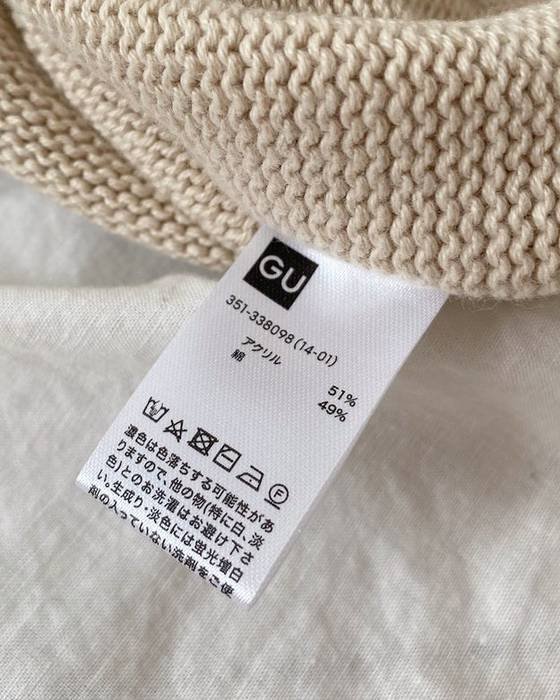 GU
351-338098(14-01)
アクリル 51%
綿 49%
F
濃色は色落ちする可能性があ
りますので、他の物(特に白、淡
色)とのお洗濯はお避け下さ
い。生成り・淡色には蛍光増白
剤の入っていない洗剤をご使